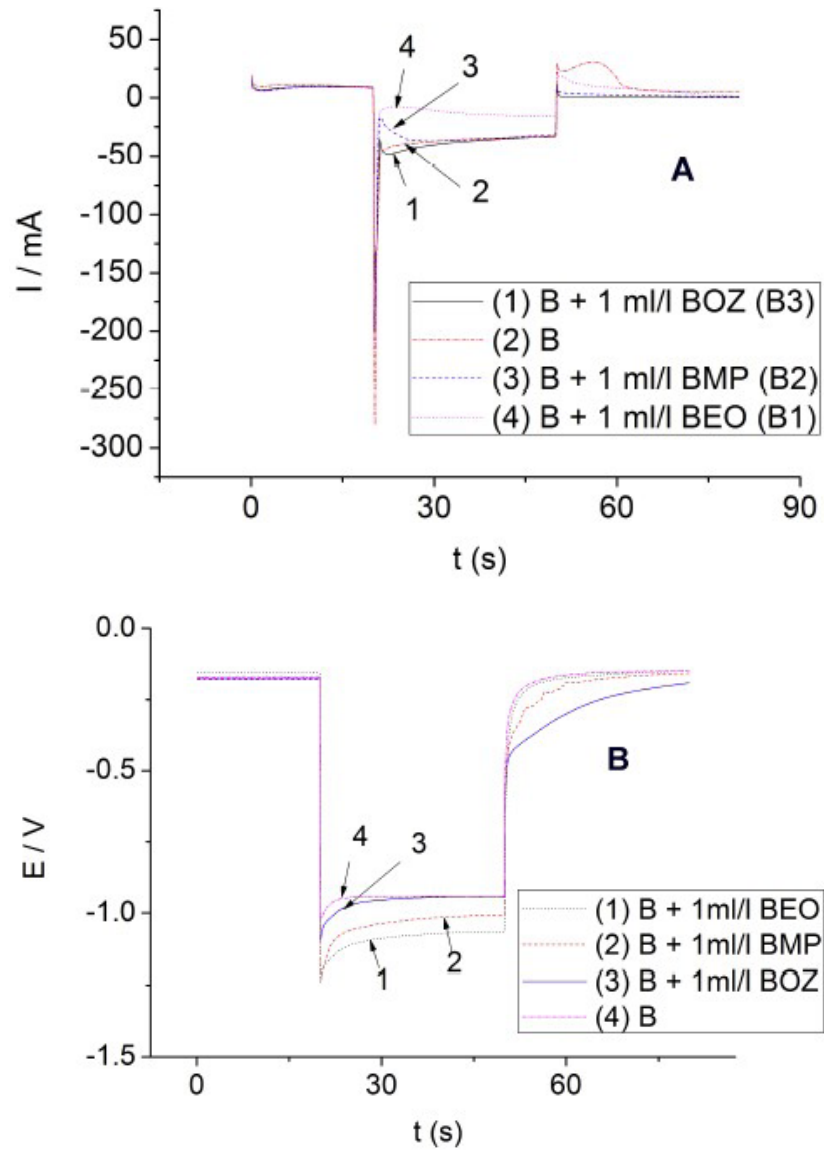 50
0
-50
-100
-150
-200
-250
-300
I / mA
4
3
2
1
A
(1) B + 1 ml/l BOZ (B3)
(2) B
(3) B + 1 ml/l BMP (B2)
(4) B + 1 ml/l BEO (B1)
0 30 60 90
t (s)
0.0
-0.5
-1.0
-1.5
E / V
B
4 3
1 2
(1) B + 1ml/l BEO
(2) B + 1ml/l BMP
(3) B + 1ml/l BOZ
(4) B
0 30 60
t (s)